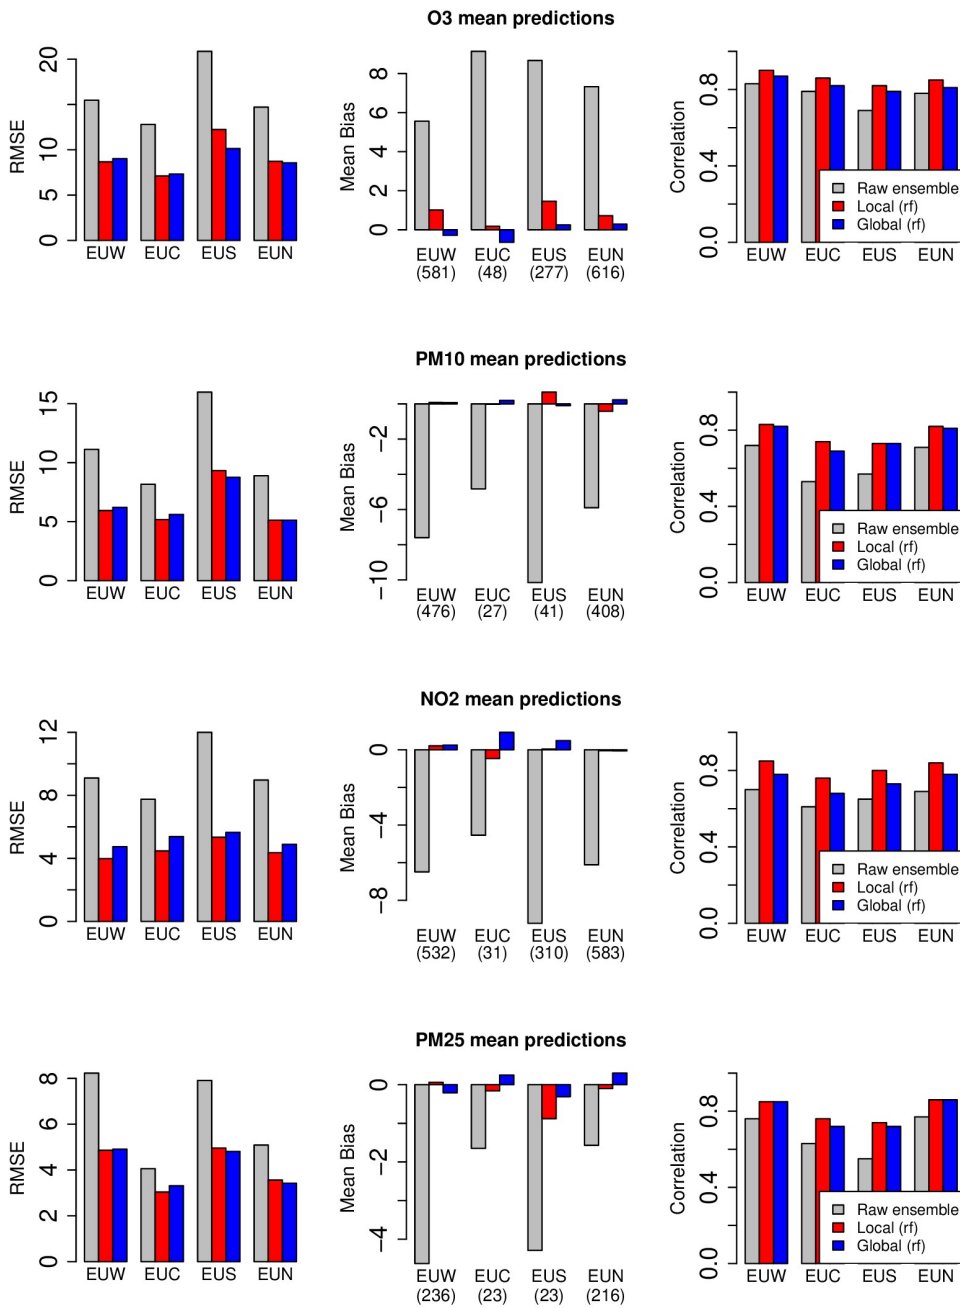 O3 mean predictions
RMSE
0
5
10
20
EUW EUC EUS EUN
Mean Bias
0
2
4
6
8
EUW EUC EUS EUN
(581) (48) (277) (616)
Correlation
0.0
0.4
0.8
Raw ensemble
Local (rf)
Global (rf)
EUW EUC EUS EUN
PM10 mean predictions
RMSE
0
5
10
15
EUW EUC EUS EUN
Mean Bias
−10
−6
−2
EUW EUC EUS EUN
(476) (27) (41) (408)
Correlation
0.0
0.4
0.8
Raw ensemble
Local (rf)
Global (rf)
EUW EUC EUS EUN
NO2 mean predictions
RMSE
0
4
8
12
EUW EUC EUS EUN
Mean Bias
−8
−4
0
EUW EUC EUS EUN
(532) (31) (310) (583)
Correlation
0.0
0.4
0.8
Raw ensemble
Local (rf)
Global (rf)
EUW EUC EUS EUN
PM25 mean predictions
RMSE
0
2
4
6
8
EUW EUC EUS EUN
Mean Bias
−4
−2
0
EUW EUC EUS EUN
(236) (23) (23) (216)
Correlation
0.0
0.4
0.8
Raw ensemble
Local (rf)
Global (rf)
EUW EUC EUS EUN